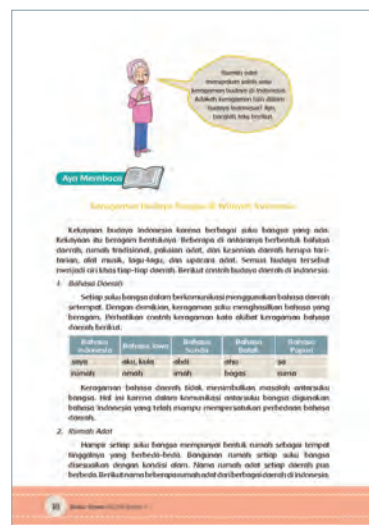 Rumah adat
merupakan salah satu
keragaman budaya di Indonesia.
Adakah keragaman lain dalam
budaya Indonesia? Ayo,
bacalah teks berikut.
Ayo Membaca
Keragaman budaya Bangsa di Wilayah Indonesia
Kekayaan budaya Indonesia karena berbagai suku bangsa yang ada.
Kekayaan itu beragam bentuknya. Beberapa di antaranya berbentuk bahasa
daerah, rumah tradisional, pakaian adat, dan kesenian daerah berupa tari-
tarian, alat musik, lagu-lagu, dan upacara adat. Semua budaya tersebut
menjadi ciri khas tiap-tiap daerah. Berikut contoh budaya daerah di Indonesia.
1. Bahasa Daerah
Setiap suku bangsa dalam berkomunikasi menggunakan bahasa daerah
setempat. Dengan demikian, keragaman suku menghasilkan bahasa yang
beragam. Perhatikan contoh keragaman kata akibat keragaman bahasa
daerah berikut.
Bahasa Indonesia Bahasa Jawa Bahasa Sunda Bahasa Batak Bahasa Papua
saya aku, kula abdi aho sa
rumah omah imah bagas ruma
Keragaman bahasa daerah tidak menimbulkan masalah antarsuku
bangsa. Hal ini karena dalam komunikasi antarsuku bangsa digunakan
bahasa Indonesia yang telah mampu mempersatukan perbedaan bahasa
daerah.
2. Rumah Adat
Hampir setiap suku bangsa mempunyai bentuk rumah sebagai tempat
tinggalnya yang berbeda-beda. Bangunan rumah setiap suku bangsa
disesuaikan dengan kondisi alam. Nama rumah adat setiap daerah pun
berbeda. Berikut nama beberapa rumah adat dari berbagai daerah di Indonesia.
18 Buku Siswa